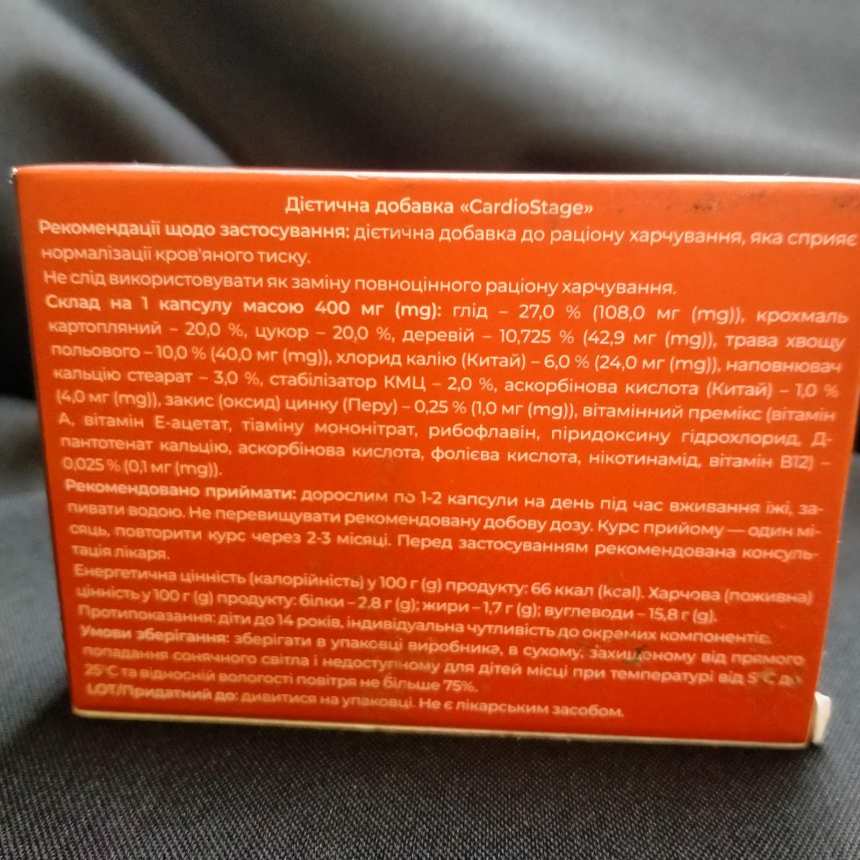 Дієтична добавка «CardioStage»
Рекомендації щодо застосування: дієтична добавка до раціону харчування, яка сприяє
нормалізації кров'яного тиску.
Не слід використовувати як заміну повноцінного раціону харчування.
Склад на 1 капсулу масою 400 мг (mg): глід – 27,0 % (108,0 мг (mg)), крохмаль
картопляний – 20,0 %, цукор – 20,0 %, деревій – 10,725 % (42,9 мг (mg)), трава хвощу
польового – 10,0 % (40,0 мг (mg)), хлорид калію (Китай) – 6,0 % (24,0 мг (mg)), наповнювач
кальцію стеарат – 3,0 %, стабілізатор КМЦ – 2,0 %, аскорбінова кислота (Китай) – 1,0 %
(4,0 мг (mg)), закис (оксид) цинку (Перу) – 0,25 % (1,0 мг (mg)), вітамінний премікс (вітамін
А, вітамін Е-ацетат, тіаміну мононітрат, рибофлавін, піридоксину гідрохлорид, Д-
пантотенат кальцію, аскорбінова кислота, фолієва кислота, нікотинамід, вітамін В12) –
0,025 % (0,1 мг (mg)).
Рекомендовано приймати: дорослим по 1-2 капсули на день під час вживання їжі, за-
пивати водою. Не перевищувати рекомендовану добову дозу. Курс прийому — один мі-
сяць, повторити курс через 2-3 місяці. Перед застосуванням рекомендована консуль-
тація лікаря.
Енергетична цінність (калорійність) у 100 г (g) продукту: 66 ккал (kcal). Харчова (поживна)
цінність у 100 г (g) продукту: білки – 2,8 г (g); жири – 1,7 г (g); вуглеводи – 15,8 г (g).
Протипоказання: діти до 14 років, індивідуальна чутливість до окремих компонентів.
Умови зберігання: зберігати в упаковці виробника, в сухому, захищеному від прямого
попадання сонячного світла і недоступному для дітей місці при температурі від 5°С до
25°С та відносній вологості повітря не більше 75%.
LOT/Придатний до: дивитися на упаковці. Не є лікарським засобом.